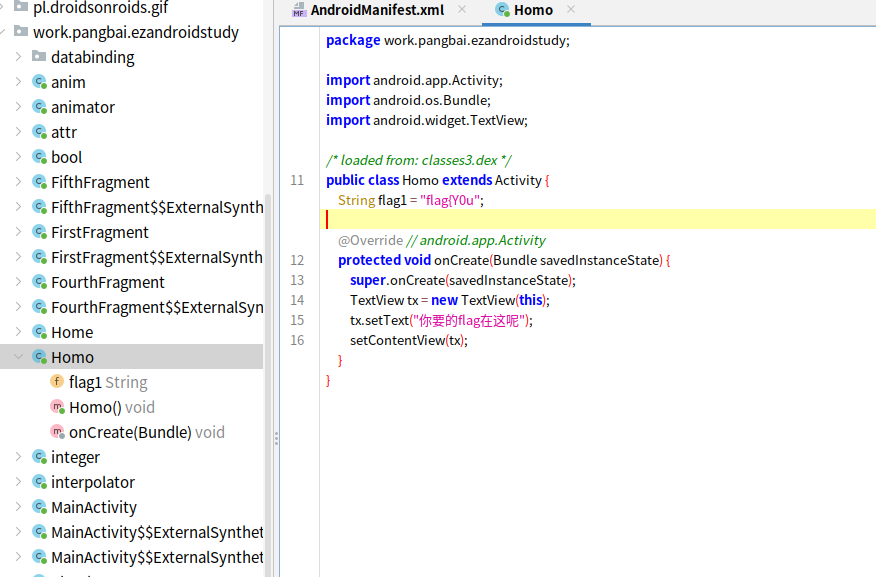 pl.droidsonroids.gif
work.pangbai.ezandroidstudy
databinding
anim
animator
attr
bool
FifthFragment
FifthFragment$$ExternalSynth
FirstFragment
FirstFragment$$ExternalSynth
FourthFragment
FourthFragment$$ExternalSyn
Home
Homo
flag1 String
Homo() void
onCreate(Bundle) void
integer
interpolator
MainActivity
MainActivity$$ExternalSynthet
MainActivity$$ExternalSynthet
MF AndroidManifest.xml × Homo ×
package work.pangbai.ezandroidstudy;
import android.app.Activity;
import android.os.Bundle;
import android.widget.TextView;
/* loaded from: classes3.dex */
11 public class Homo extends Activity {
String flag1 = "flag{Y0u";
@Override // android.app.Activity
12 protected void onCreate(Bundle savedInstanceState) {
13 super.onCreate(savedInstanceState);
14 TextView tx = new TextView(this);
15 tx.setText("你要的flag在这呢");
16 setContentView(tx);
}
}